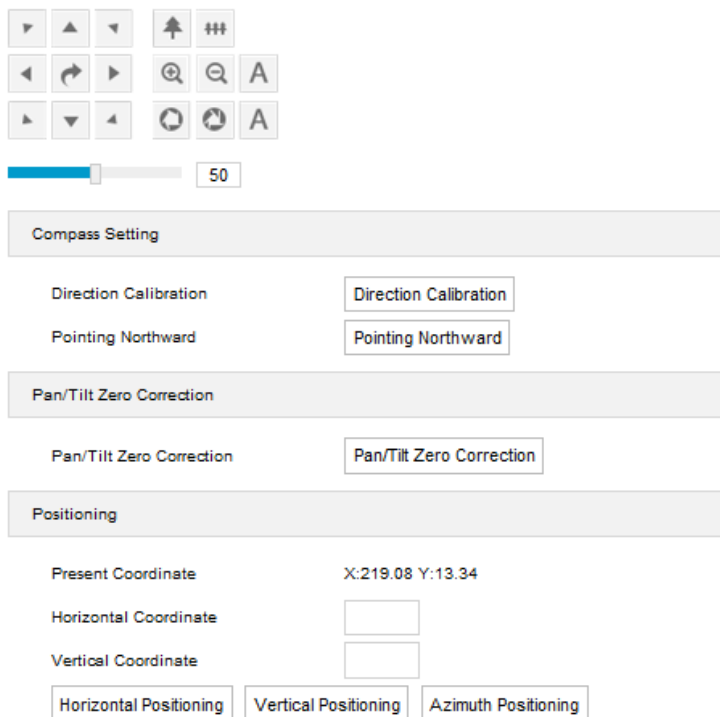 A
A
50
Compass Setting
Direction Calibration Direction Calibration
Pointing Northward Pointing Northward
Pan/Tilt Zero Correction
Pan/Tilt Zero Correction Pan/Tilt Zero Correction
Positioning
Present Coordinate X:219.08 Y:13.34
Horizontal Coordinate
Vertical Coordinate
Horizontal Positioning Vertical Positioning Azimuth Positioning